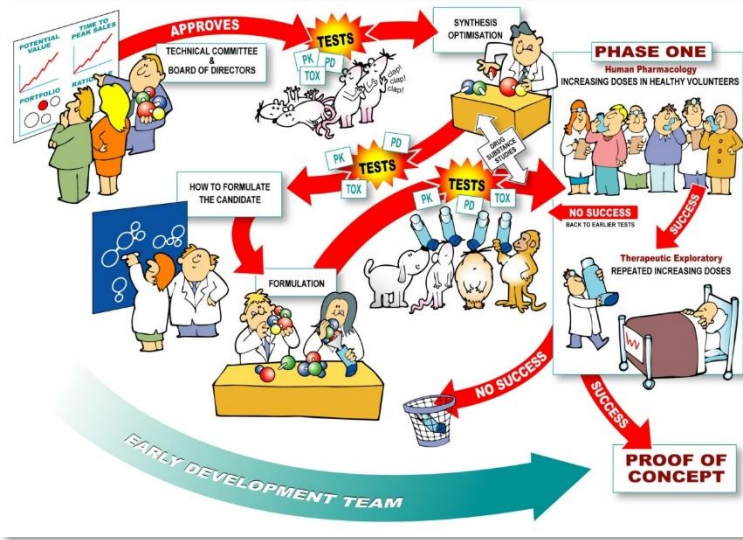 POTENTIAL
VALUE
TIME TO
PEAK SALES
PORTFOLIO
APPROVES
TECHNICAL COMMITTEE
&
BOARD OF DIRECTORS
TESTS
PK
PD
TOX
clap!
clap!
clap!
SYNTHESIS
OPTIMISATION
PHASE ONE
Human Pharmacology
INCREASING DOSES IN HEALTHY VOLUNTEERS
DRUG
SUBSTANCE
STUDIES
PD
TESTS
PK
TOX
TESTS
PK
PD
TOX
HOW TO FORMULATE
THE CANDIDATE
NO SUCCESS
BACK TO EARLIER TESTS
SUCCESS
Therapeutic Exploratory
REPEATED INCREASING DOSES
FORMULATION
NO SUCCESS
SUCCESS
EARLY DEVELOPMENT TEAM
PROOF OF
CONCEPT